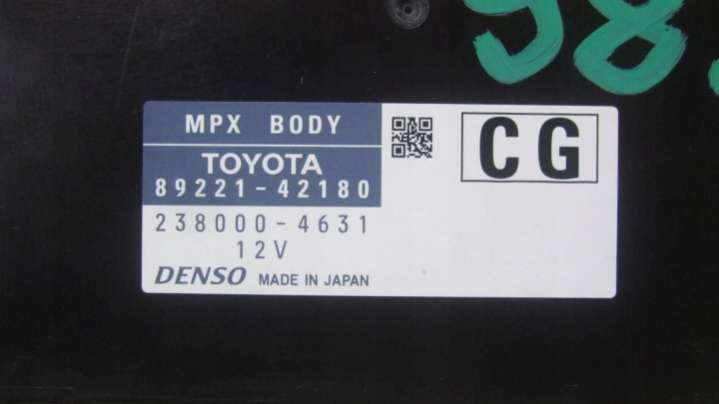 MPX BODY
TOYOTA
89221-42180
238000-4631
12V
DENSO MADE IN JAPAN
CG